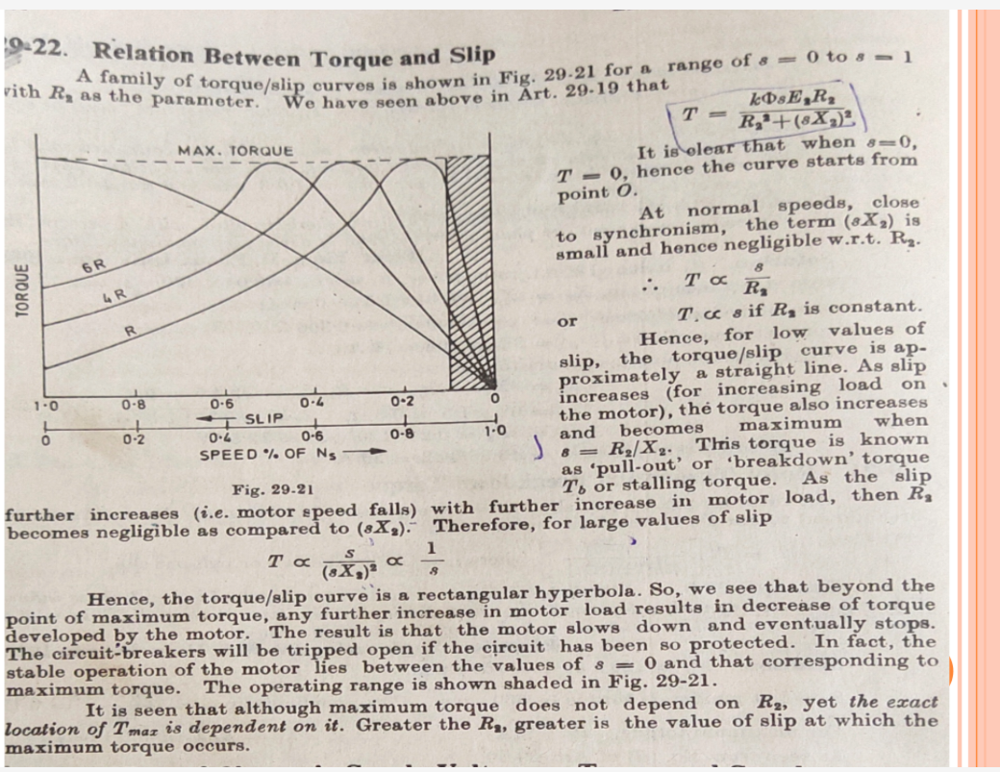 9-22. Relation Between Torque and Slip
A family of torque/slip curves is shown in Fig. 29-21 for a range of s = 0 to s = 1
with R₂ as the parameter. We have seen above in Art. 29-19 that
T = kΦsE₂R₂ / R₂²+(sX₂)²
It is clear that when s=0,
T = 0, hence the curve starts from
point O.
At normal speeds, close
to synchronism, the term (sX₂) is
small and hence negligible w.r.t. R₂.
∴ T ∝ s / R₂
or T ∝ s if R₂ is constant.
Hence, for low values of
slip, the torque/slip curve is ap-
proximately a straight line. As slip
increases (for increasing load on
the motor), the torque also increases
and becomes maximum when
s = R₂/X₂. This torque is known
as 'pull-out' or 'breakdown' torque
T_b or stalling torque. As the slip
MAX. TORQUE
TORQUE
6R
4R
R
1·0 0·8 0·6 0·4 0·2 0
SLIP
0 0·2 0·4 0·6 0·8 1·0
SPEED % OF Nₛ
Fig. 29-21
further increases (i.e. motor speed falls) with further increase in motor load, then R₂
becomes negligible as compared to (sX₂). Therefore, for large values of slip
T ∝ s / (sX₂)² ∝ 1 / s
Hence, the torque/slip curve is a rectangular hyperbola. So, we see that beyond the
point of maximum torque, any further increase in motor load results in decrease of torque
developed by the motor. The result is that the motor slows down and eventually stops.
The circuit-breakers will be tripped open if the circuit has been so protected. In fact, the
stable operation of the motor lies between the values of s = 0 and that corresponding to
maximum torque. The operating range is shown shaded in Fig. 29-21.
It is seen that although maximum torque does not depend on R₂, yet the exact
location of Tmax is dependent on it. Greater the R₂, greater is the value of slip at which the
maximum torque occurs.